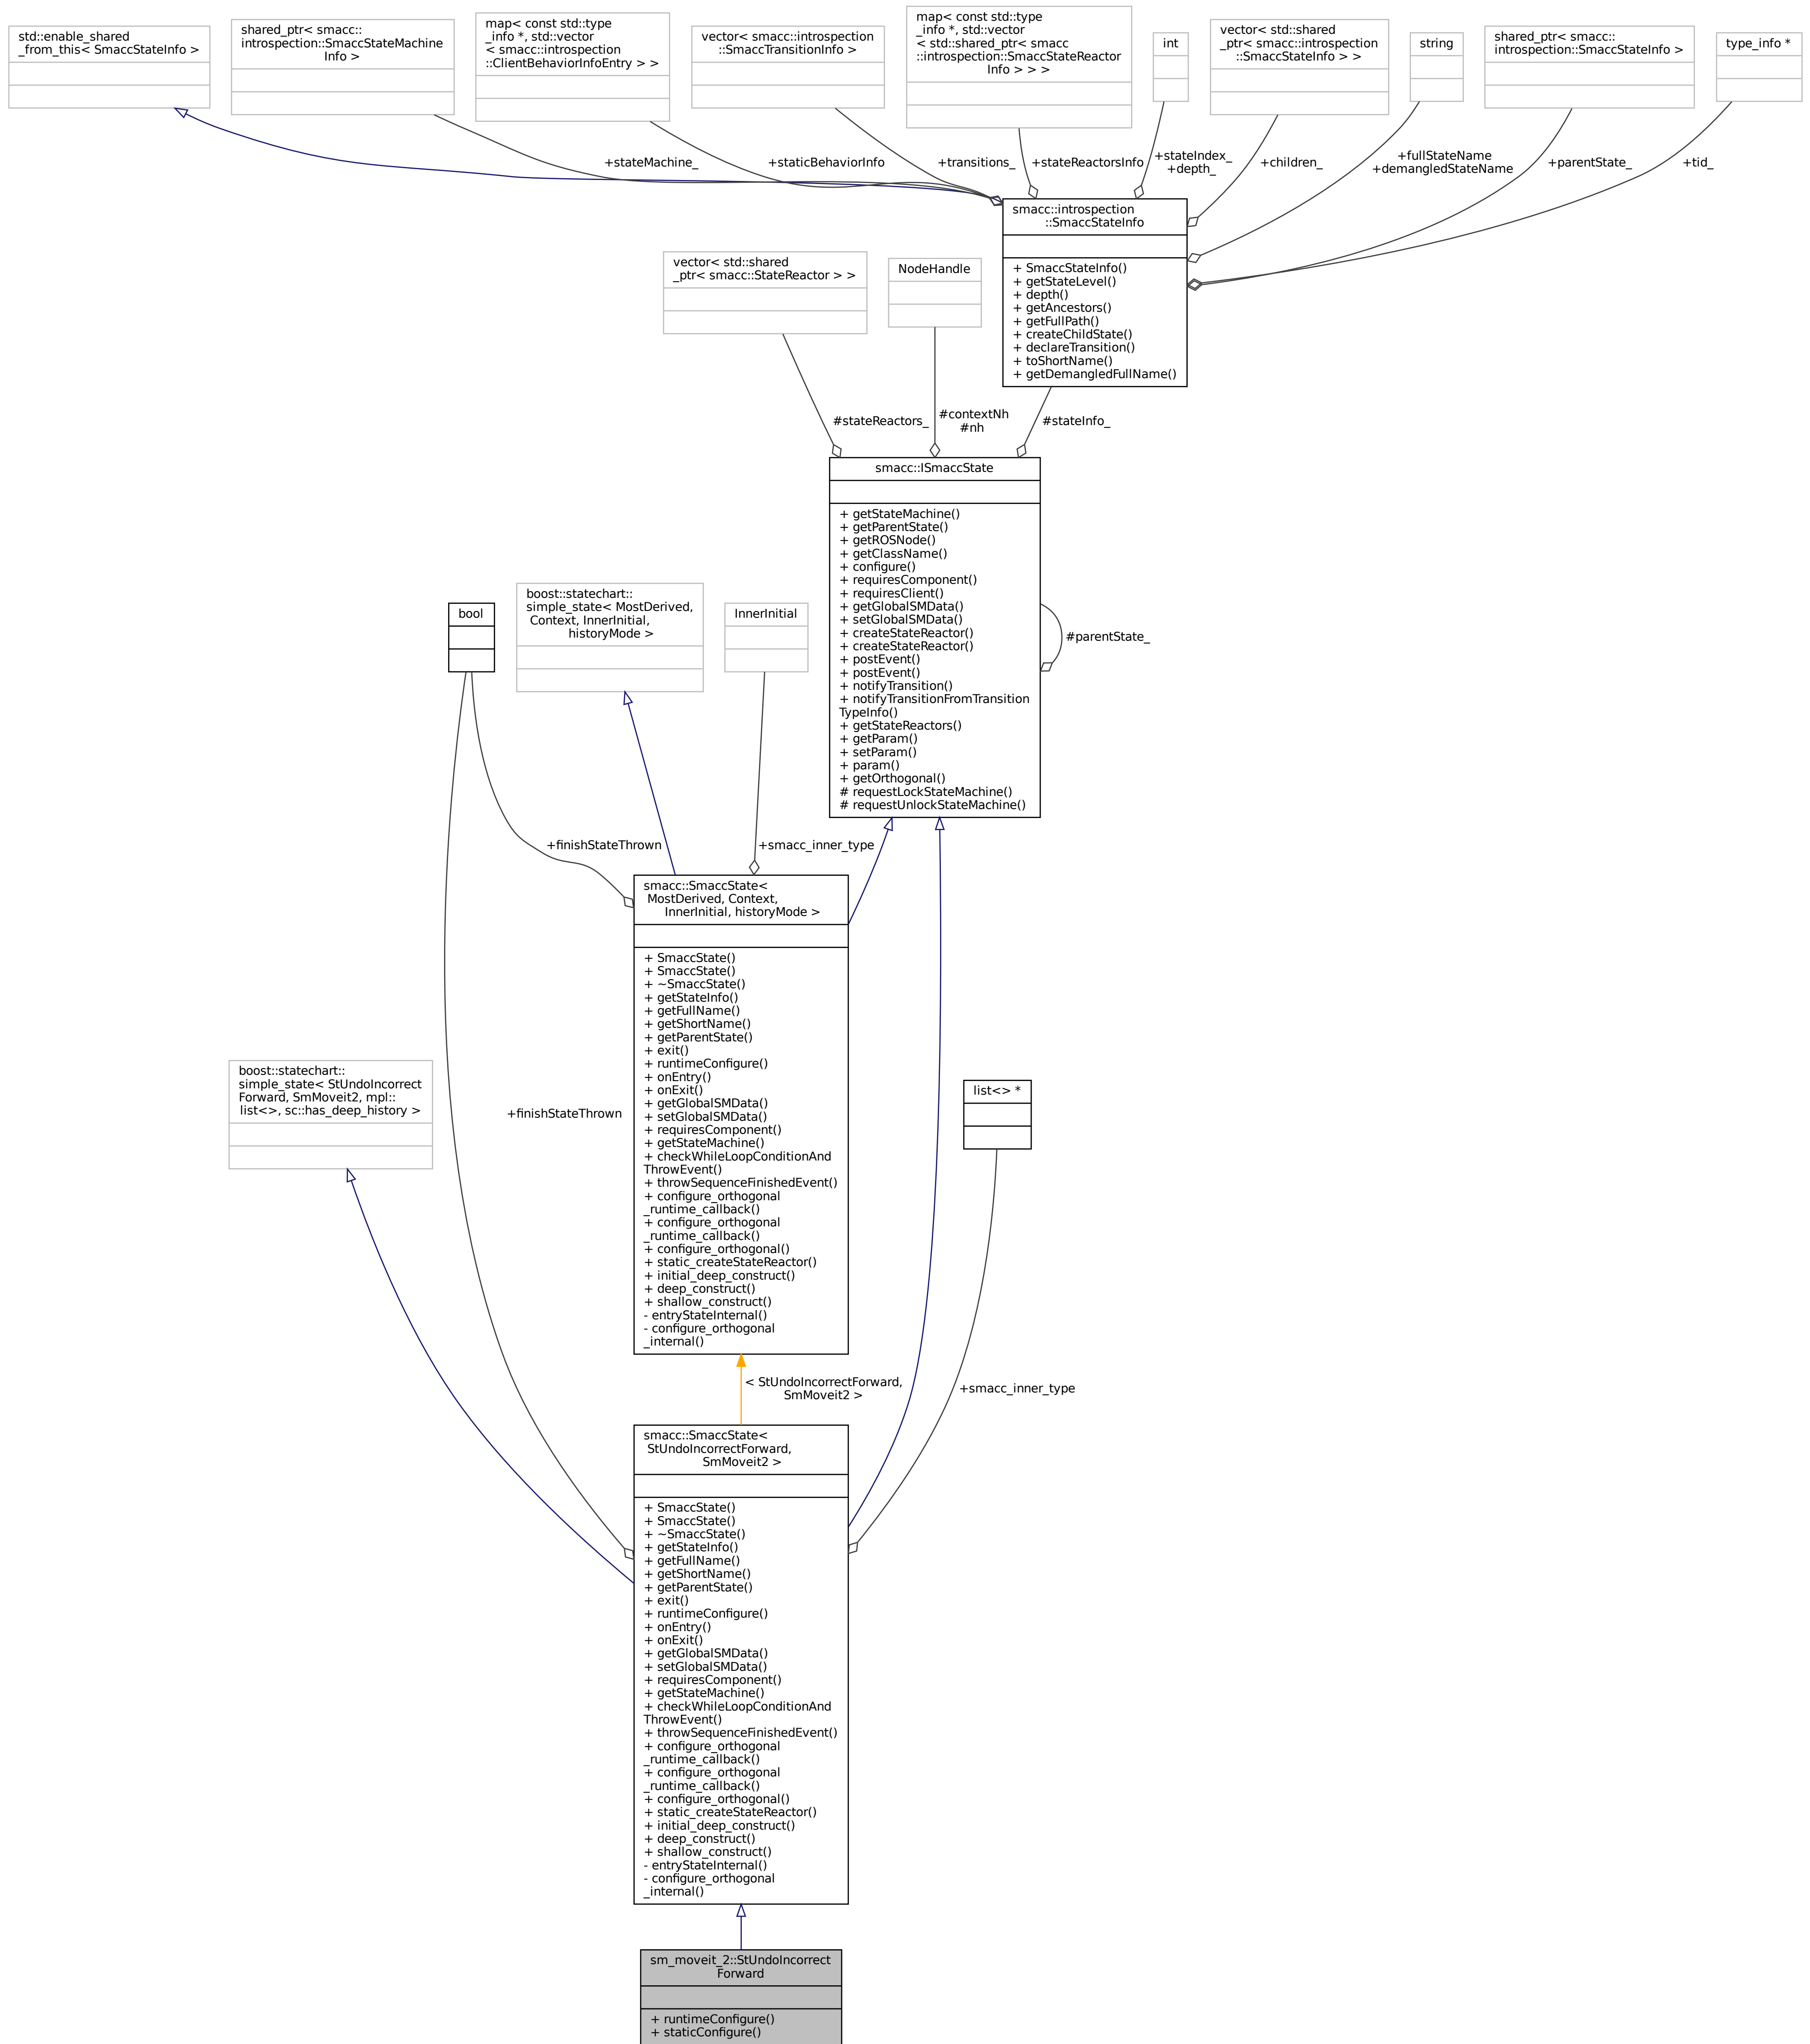 std::enable_shared
_from_this< SmaccStateInfo >
shared_ptr< smacc::
introspection::SmaccStateMachine
Info >
map< const std::type
_info *, std::vector
< smacc::introspection
::ClientBehaviorInfoEntry > >
vector< smacc::introspection
::SmaccTransitionInfo >
map< const std::type
_info *, std::vector
< std::shared_ptr< smacc
::introspection::SmaccStateReactor
Info > > >
int
vector< std::shared
_ptr< smacc::introspection
::SmaccStateInfo > >
string
shared_ptr< smacc::
introspection::SmaccStateInfo >
type_info *
+stateMachine_
+staticBehaviorInfo
+transitions_
+stateReactorsInfo
+stateIndex_
+depth_
+children_
+fullStateName
+demangledStateName
+parentState_
+tid_
smacc::introspection
::SmaccStateInfo
+ SmaccStateInfo()
+ getStateLevel()
+ depth()
+ getAncestors()
+ getFullPath()
+ createChildState()
+ declareTransition()
+ toShortName()
+ getDemangledFullName()
vector< std::shared
_ptr< smacc::StateReactor > >
NodeHandle
#stateReactors_
#contextNh
#nh
#stateInfo_
smacc::ISmaccState
+ getStateMachine()
+ getParentState()
+ getROSNode()
+ getClassName()
+ configure()
+ requiresComponent()
+ requiresClient()
+ getGlobalSMData()
+ setGlobalSMData()
+ createStateReactor()
+ createStateReactor()
+ postEvent()
+ postEvent()
+ notifyTransition()
+ notifyTransitionFromTransition
TypeInfo()
+ getStateReactors()
+ getParam()
+ setParam()
+ param()
+ getOrthogonal()
# requestLockStateMachine()
# requestUnlockStateMachine()
#parentState_
bool
boost::statechart::
simple_state< MostDerived,
Context, InnerInitial,
historyMode >
InnerInitial
+finishStateThrown
+smacc_inner_type
smacc::SmaccState<
MostDerived, Context,
InnerInitial, historyMode >
+ SmaccState()
+ SmaccState()
+ ~SmaccState()
+ getStateInfo()
+ getFullName()
+ getShortName()
+ getParentState()
+ exit()
+ runtimeConfigure()
+ onEntry()
+ onExit()
+ getGlobalSMData()
+ setGlobalSMData()
+ requiresComponent()
+ getStateMachine()
+ checkWhileLoopConditionAnd
ThrowEvent()
+ throwSequenceFinishedEvent()
+ configure_orthogonal
_runtime_callback()
+ configure_orthogonal
_runtime_callback()
+ configure_orthogonal()
+ static_createStateReactor()
+ initial_deep_construct()
+ deep_construct()
+ shallow_construct()
- entryStateInternal()
- configure_orthogonal
_internal()
boost::statechart::
simple_state< StUndoIncorrect
Forward, SmMoveit2, mpl::
list<>, sc::has_deep_history >
+finishStateThrown
list<> *
< StUndoIncorrectForward,
SmMoveit2 >
+smacc_inner_type
smacc::SmaccState<
StUndoIncorrectForward,
SmMoveit2 >
+ SmaccState()
+ SmaccState()
+ ~SmaccState()
+ getStateInfo()
+ getFullName()
+ getShortName()
+ getParentState()
+ exit()
+ runtimeConfigure()
+ onEntry()
+ onExit()
+ getGlobalSMData()
+ setGlobalSMData()
+ requiresComponent()
+ getStateMachine()
+ checkWhileLoopConditionAnd
ThrowEvent()
+ throwSequenceFinishedEvent()
+ configure_orthogonal
_runtime_callback()
+ configure_orthogonal
_runtime_callback()
+ configure_orthogonal()
+ static_createStateReactor()
+ initial_deep_construct()
+ deep_construct()
+ shallow_construct()
- entryStateInternal()
- configure_orthogonal
_internal()
sm_moveit_2::StUndoIncorrect
Forward
+ runtimeConfigure()
+ staticConfigure()